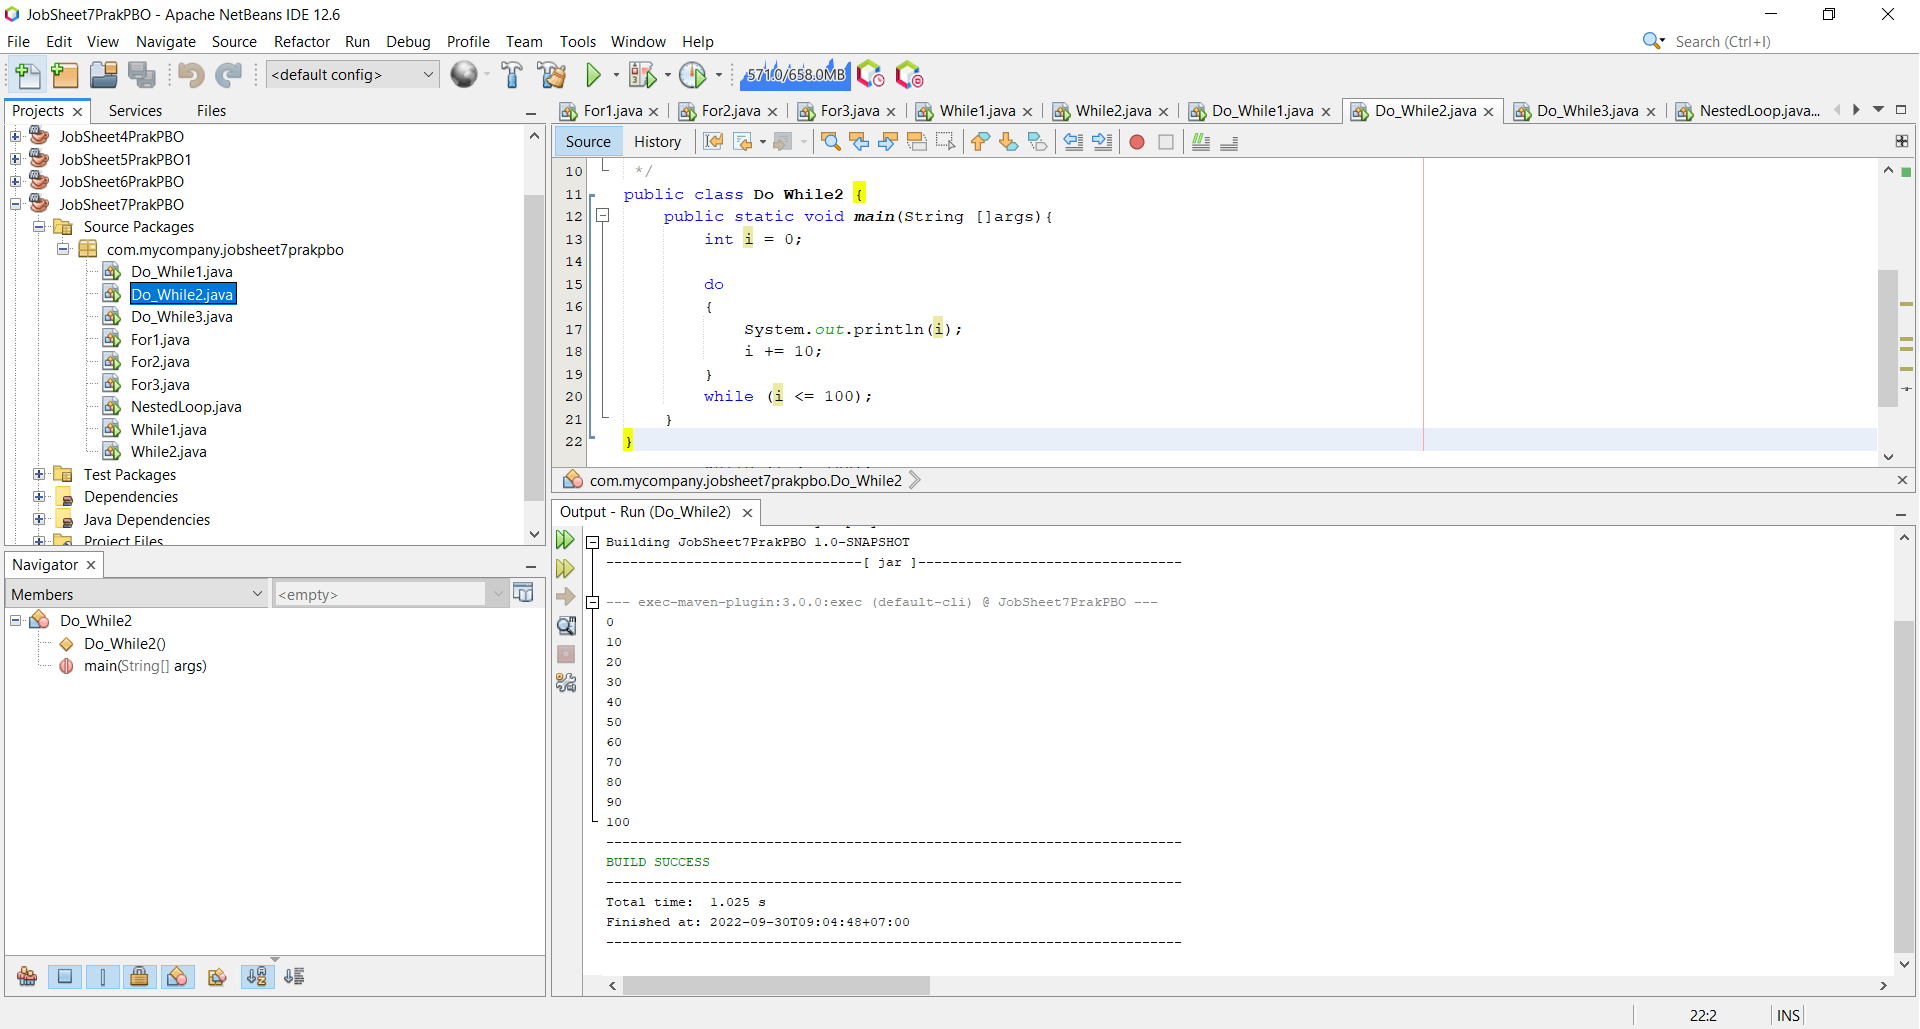 JobSheet7PrakPBO - Apache NetBeans IDE 12.6
File Edit View Navigate Source Refactor Run Debug Profile Team Tools Window Help
Search (Ctrl+I)
<default config>
571.0/658.0MB
Projects Services Files
JobSheet4PrakPBO
JobSheet5PrakPBO1
JobSheet6PrakPBO
JobSheet7PrakPBO
Source Packages
com.mycompany.jobsheet7prakpbo
Do_While1.java
Do_While2.java
Do_While3.java
For1.java
For2.java
For3.java
NestedLoop.java
While1.java
While2.java
Test Packages
Dependencies
Java Dependencies
Project Files
Navigator
Members
<empty>
Do_While2
Do_While2()
main(String[] args)
For1.java For2.java For3.java While1.java While2.java Do_While1.java Do_While2.java Do_While3.java NestedLoop.java...
Source History
10 */
11 public class Do While2 {
12 public static void main(String []args){
13 int i = 0;
14
15 do
16 {
17 System.out.println(i);
18 i += 10;
19 }
20 while (i <= 100);
21 }
22 }
com.mycompany.jobsheet7prakpbo.Do_While2
Output - Run (Do_While2)
Building JobSheet7PrakPBO 1.0-SNAPSHOT
--------------------------------[ jar ]---------------------------------
--- exec-maven-plugin:3.0.0:exec (default-cli) @ JobSheet7PrakPBO ---
0
10
20
30
40
50
60
70
80
90
100
------------------------------------------------------------------------
BUILD SUCCESS
------------------------------------------------------------------------
Total time: 1.025 s
Finished at: 2022-09-30T09:04:48+07:00
------------------------------------------------------------------------
22:2 INS